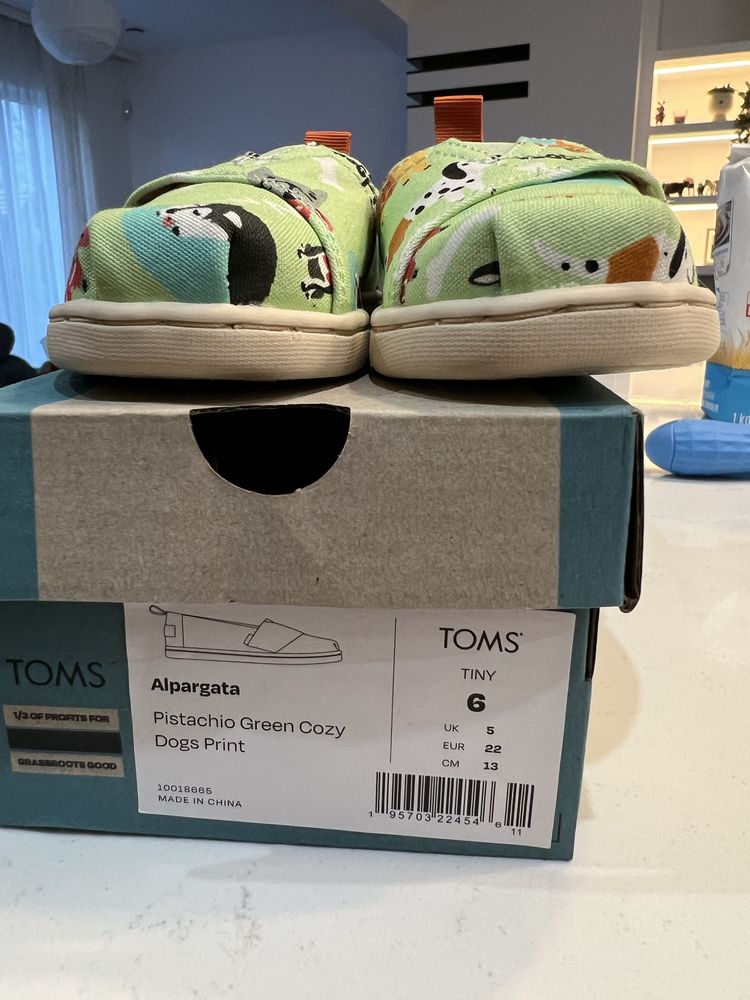 TOMS
1/3 OF PROFITS FOR
GRASSROOTS GOOD
Alpargata
Pistachio Green Cozy
Dogs Print
10018665
MADE IN CHINA
TOMS®
TINY
6
UK 5
EUR 22
CM 13
1 95703 22454 6 11